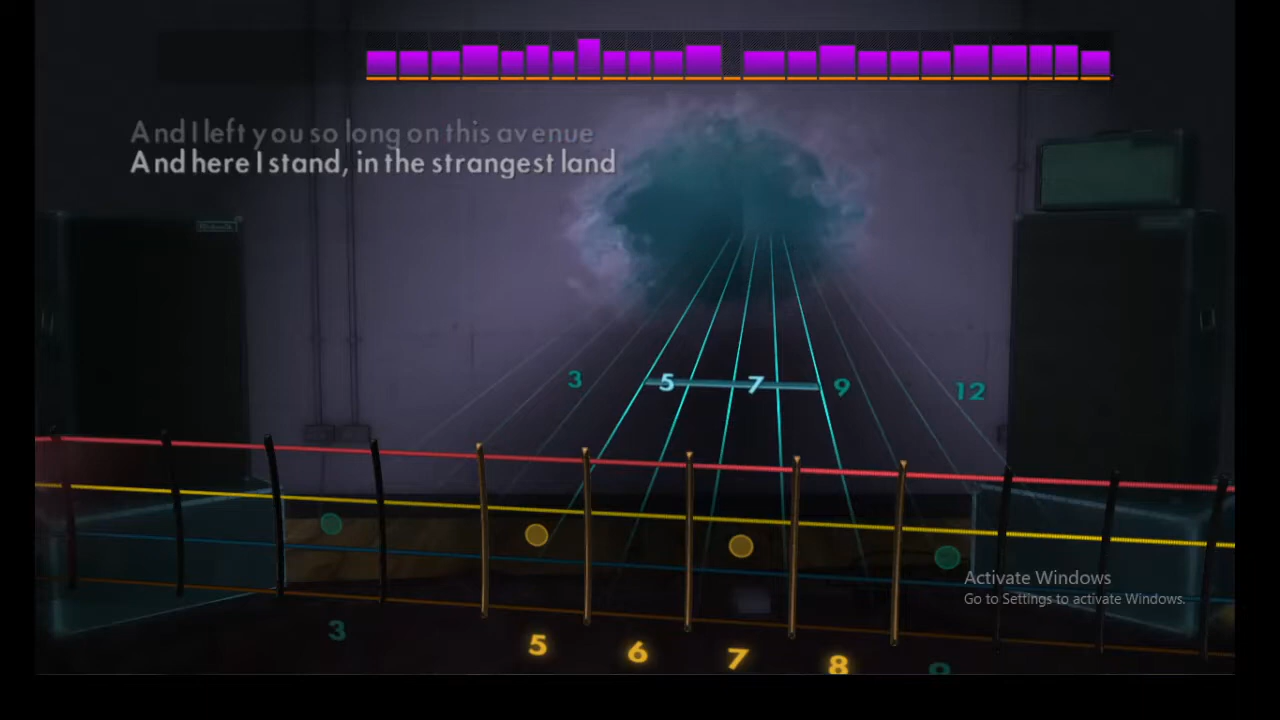 And I left you so long on this avenue
And here I stand, in the strangest land
3 5 7 9 12
Activate Windows
Go to Settings to activate Windows.
3 5 6 7 8 9